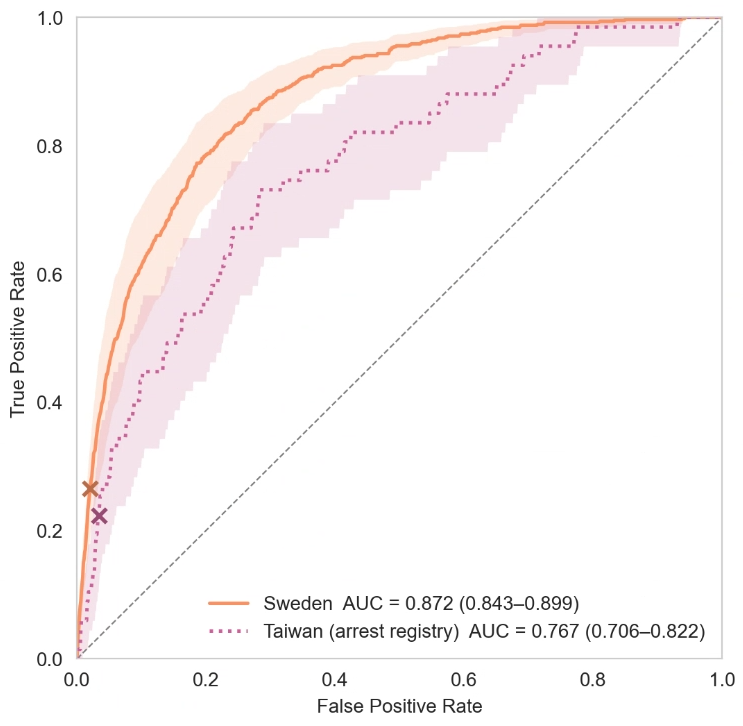 1.0
0.8
0.6
0.4
0.2
0.0
True Positive Rate
Sweden AUC = 0.872 (0.843–0.899)
Taiwan (arrest registry) AUC = 0.767 (0.706–0.822)
0.0 0.2 0.4 0.6 0.8 1.0
False Positive Rate